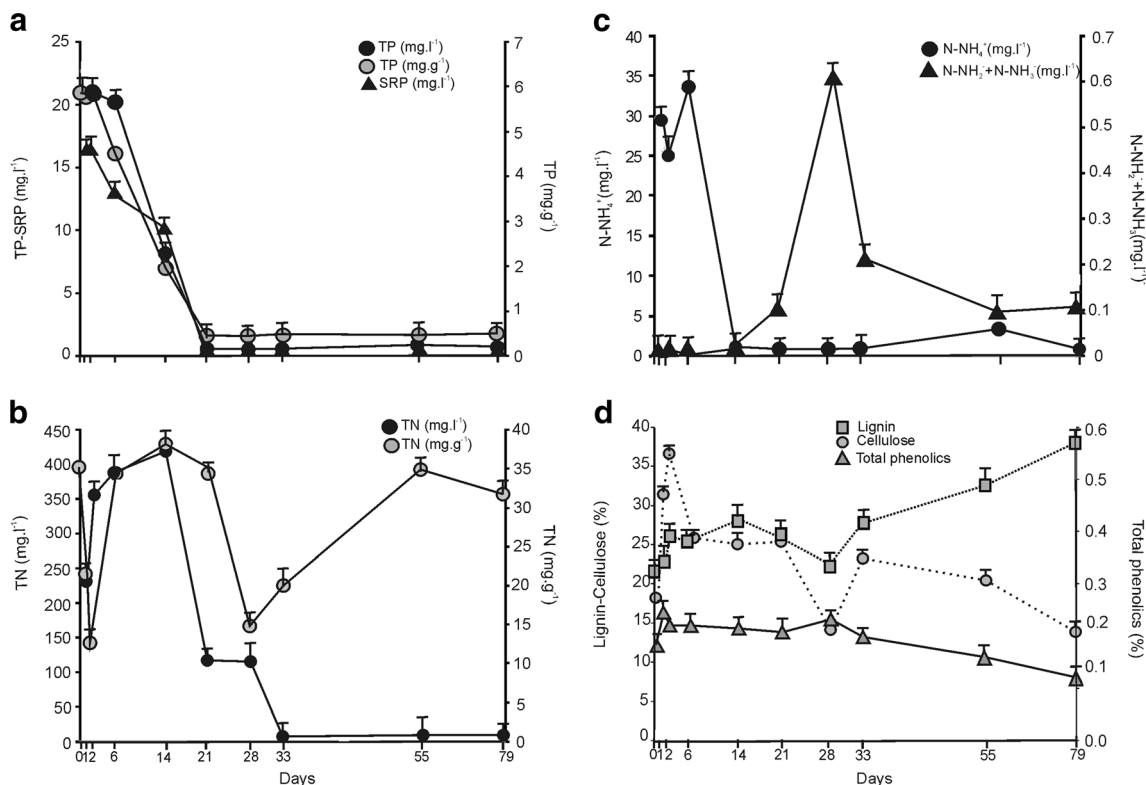 a
25
20
15
10
5
0
TP-SRP (mg.l⁻¹)
TP (mg.l⁻¹)
TP (mg.g⁻¹)
SRP (mg.l⁻¹)
7
6
5
4
3
2
1
0
TP
(mg.g⁻¹)
b
450
400
350
300
250
200
150
100
50
0
TN (mg.l⁻¹)
TN (mg.l⁻¹)
TN (mg.g⁻¹)
40
35
30
25
20
15
10
5
0
TN (mg.g⁻¹)
0 1 2 6 14 21 28 33 55 79
Days
c
40
35
30
25
20
15
10
5
0
N-NH₄⁺(mg.l⁻¹)
N-NH₄⁺(mg.l⁻¹)
N-NH₂⁻+N-NH₃⁻(mg.l⁻¹)
0.7
0.6
0.5
0.4
0.3
0.2
0.1
0
N-NH₂⁻+N-NH₃(mg.l⁻¹)⁻
d
40
35
30
25
20
15
10
5
0
Lignin-Cellulose (%)
Lignin
Cellulose
Total phenolics
0.6
0.5
0.4
0.3
0.2
0.1
0.0
Total
phenolics (%)
0 1 2 6 14 21 28 33 55 79
Days